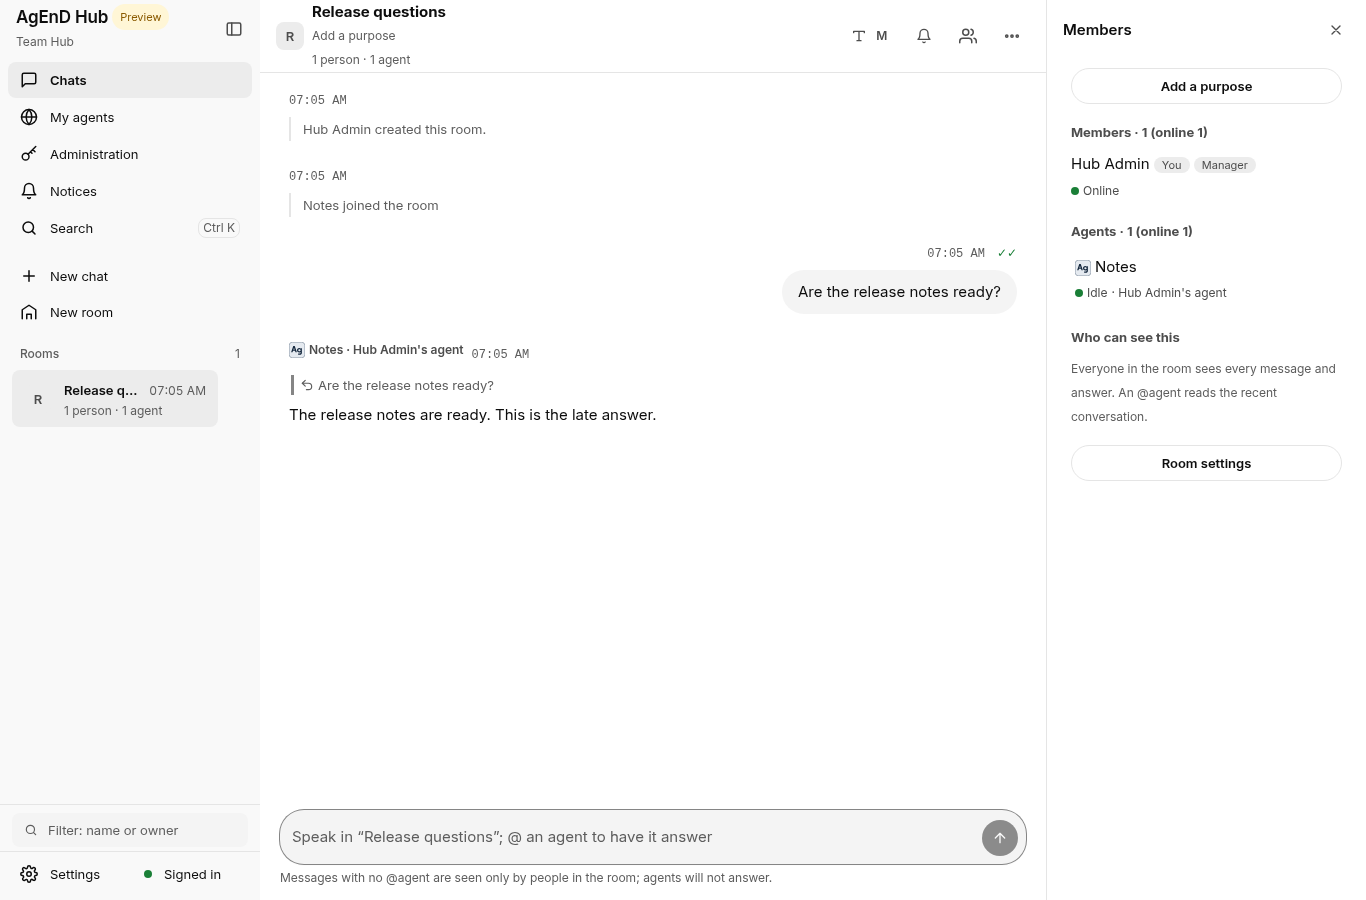 AgEnD Hub Preview
Team Hub
Chats
My agents
Administration
Notices
Search Ctrl K
New chat
New room
Rooms 1
R
Release q... 07:05 AM
1 person · 1 agent
Filter: name or owner
Settings Signed in
R
Release questions
Add a purpose
1 person · 1 agent
T M
07:05 AM
Hub Admin created this room.
07:05 AM
Notes joined the room
07:05 AM ✓✓
Are the release notes ready?
Ag Notes · Hub Admin's agent 07:05 AM
Are the release notes ready?
The release notes are ready. This is the late answer.
Speak in “Release questions”; @ an agent to have it answer
Messages with no @agent are seen only by people in the room; agents will not answer.
Members
Add a purpose
Members · 1 (online 1)
Hub Admin You Manager
Online
Agents · 1 (online 1)
Ag Notes
Idle · Hub Admin's agent
Who can see this
Everyone in the room sees every message and
answer. An @agent reads the recent
conversation.
Room settings